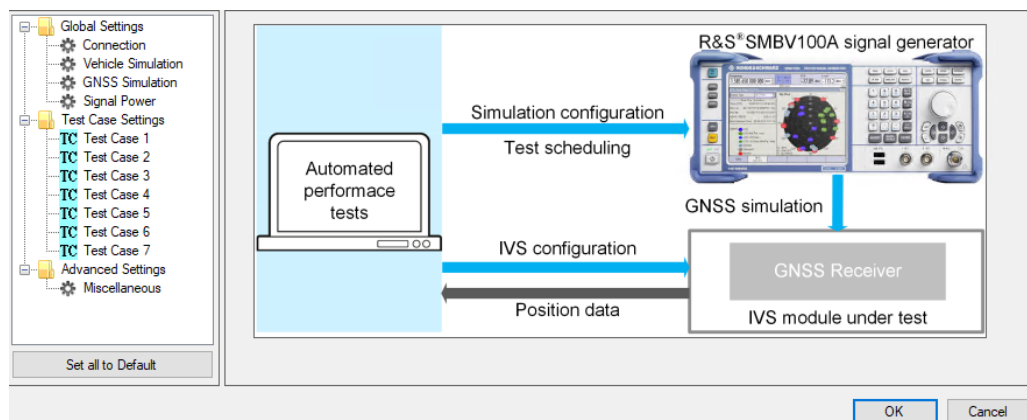 Global Settings
Connection
Vehicle Simulation
GNSS Simulation
Signal Power
Test Case Settings
TC Test Case 1
TC Test Case 2
TC Test Case 3
TC Test Case 4
TC Test Case 5
TC Test Case 6
TC Test Case 7
Advanced Settings
Miscellaneous
Set all to Default
R&S®SMBV100A signal generator
Simulation configuration
Test scheduling
Automated
performace
tests
GNSS simulation
IVS configuration
GNSS Receiver
Position data
IVS module under test
OK
Cancel